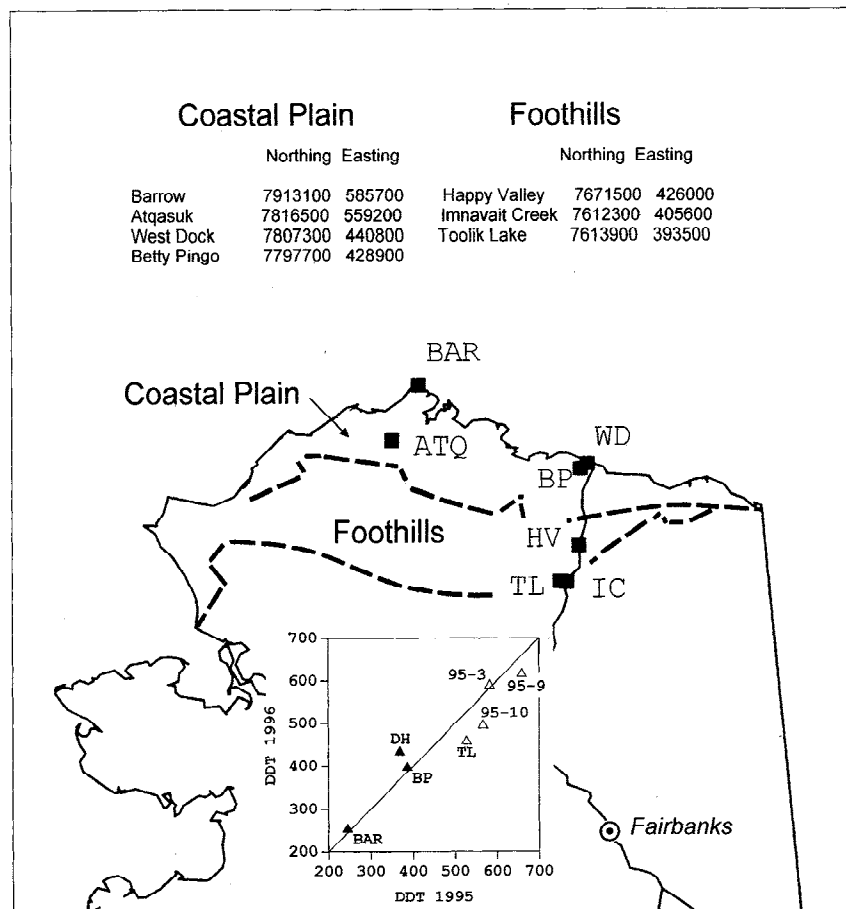 Coastal Plain Foothills
Northing Easting Northing Easting
Barrow 7913100 585700 Happy Valley 7671500 426000
Atqasuk 7816500 559200 Imnavait Creek 7612300 405600
West Dock 7807300 440800 Toolik Lake 7613900 393500
Betty Pingo 7797700 428900
BAR
Coastal Plain
ATQ
WD
BP
Foothills
HV
TL IC
700
600
500
400
300
200
DDT 1996
95-3
95-9
95-10
TL
DH
BP
BAR
200 300 400 500 600 700
DDT 1995
Fairbanks